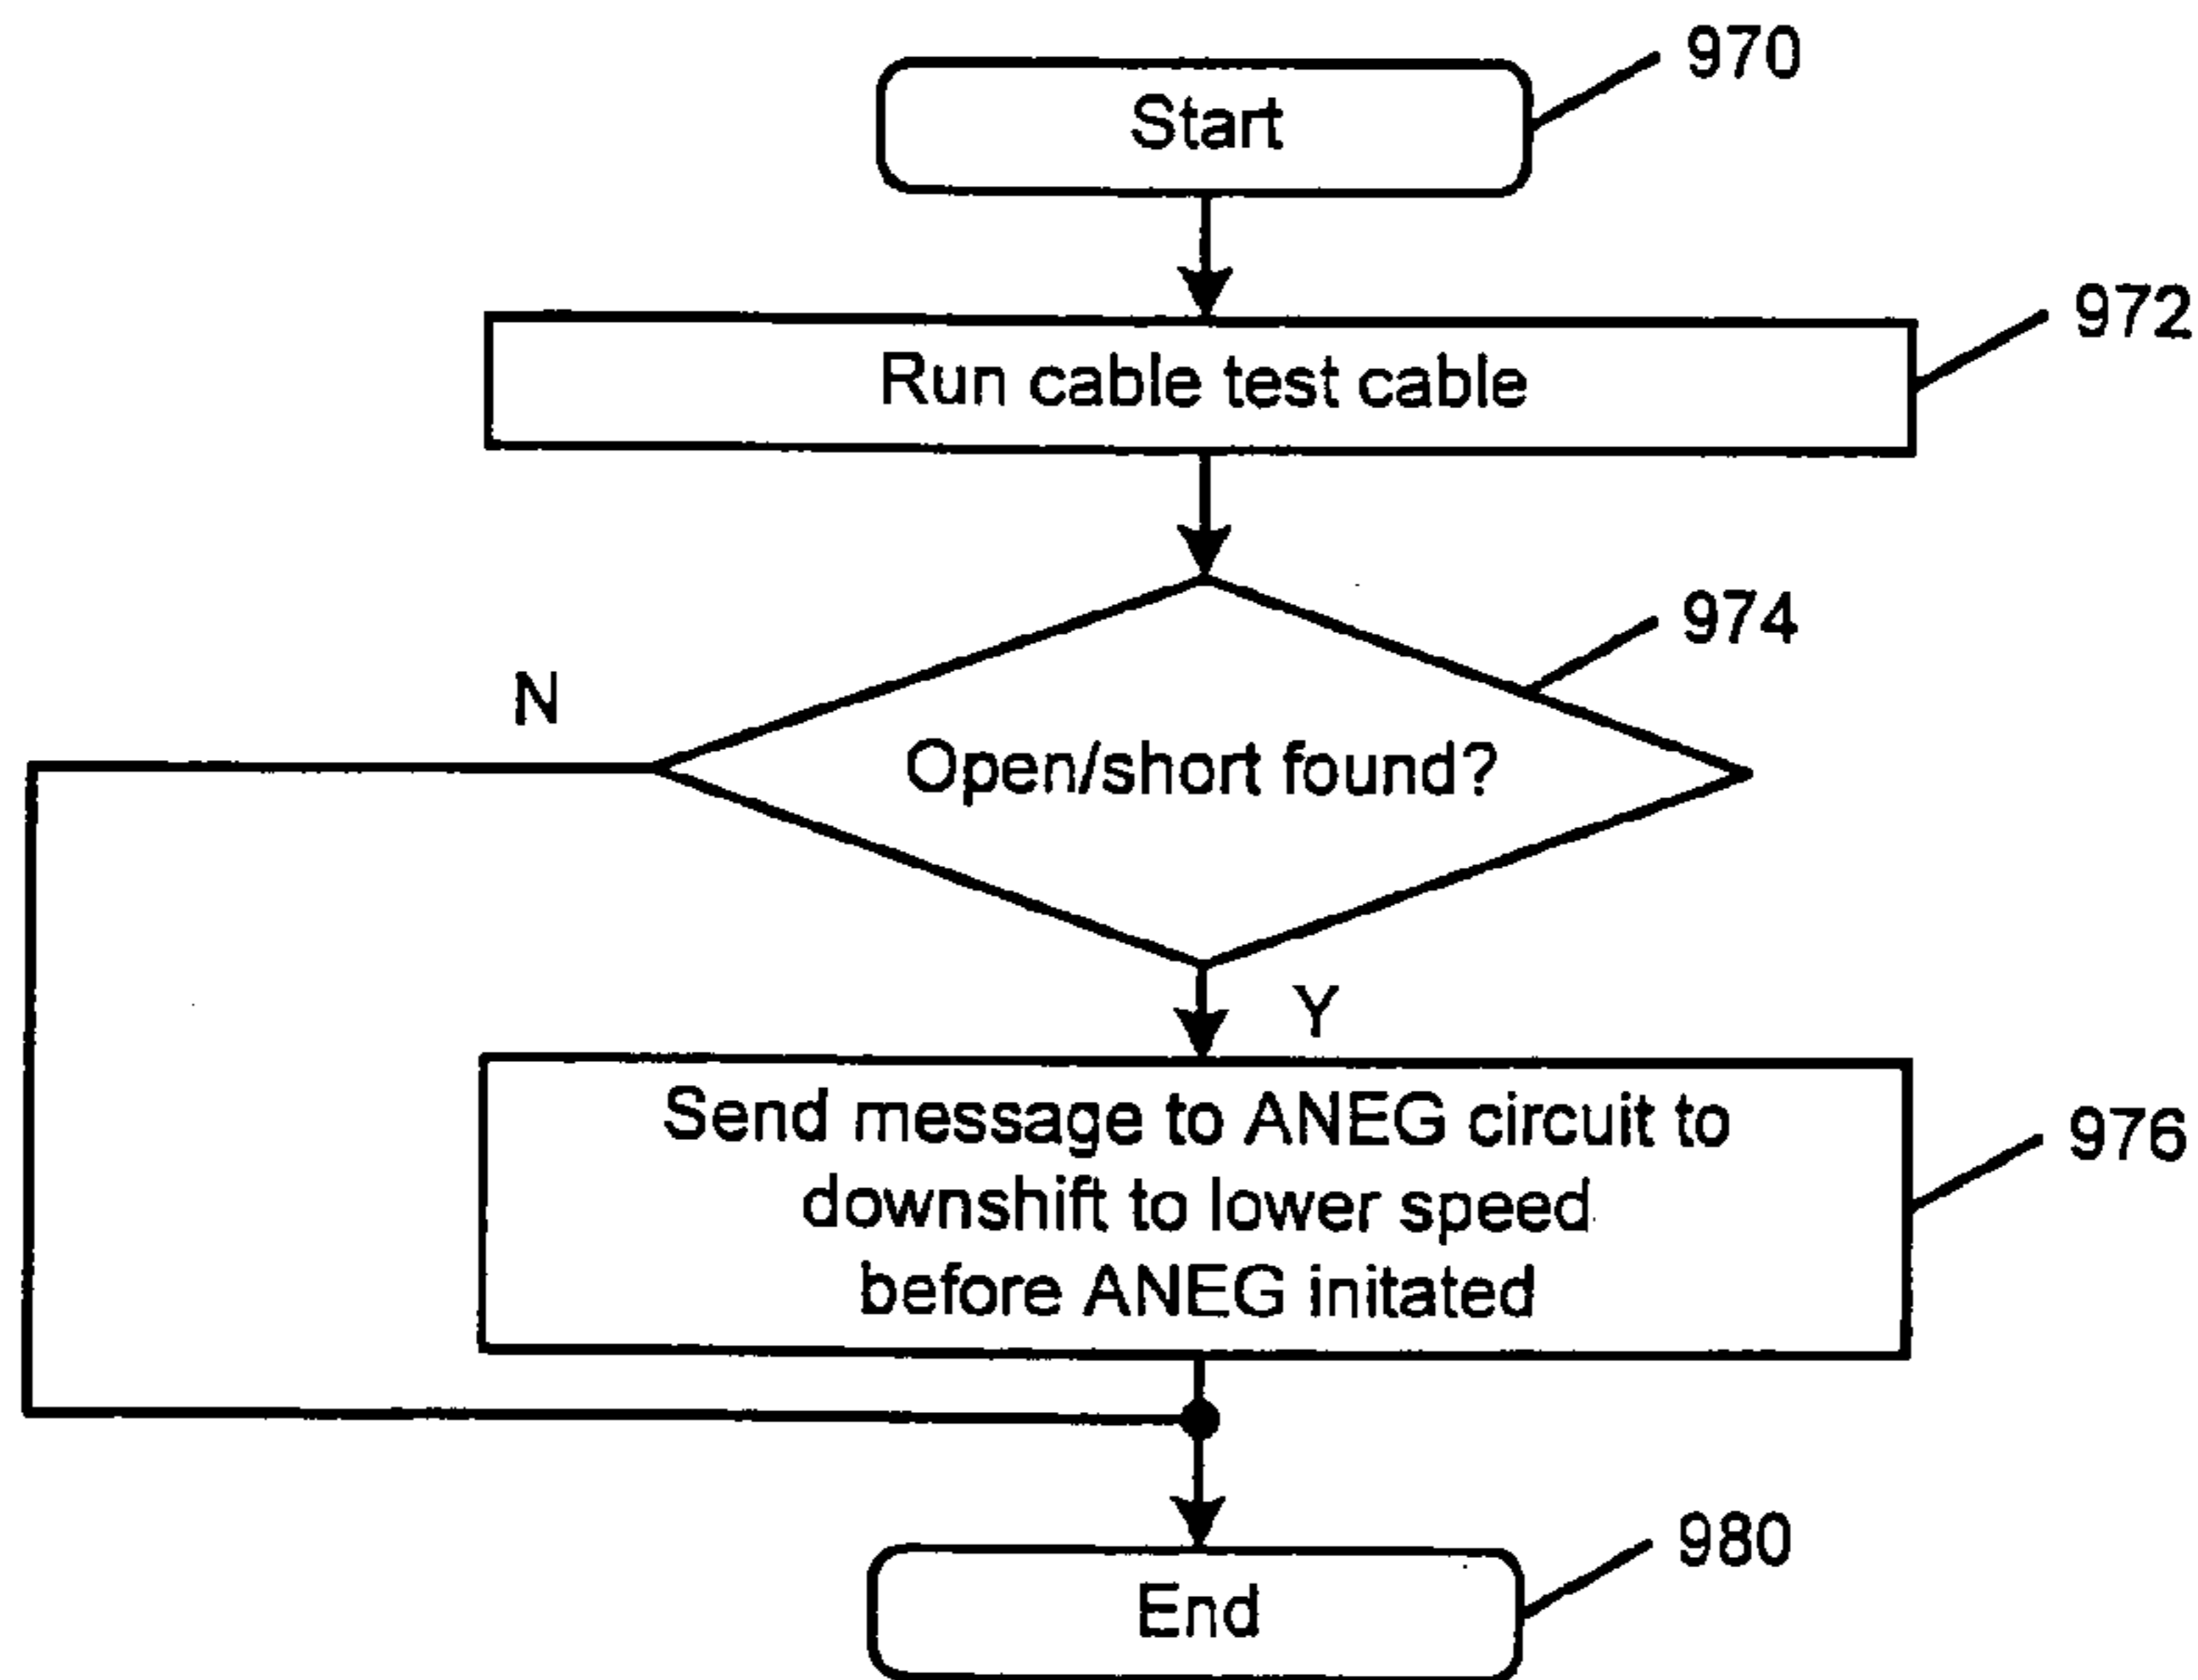 970
Start
972
Run cable test cable
974
N
Open/short found?
Y
Send message to ANEG circuit to
downshift to lower speed
before ANEG initated
976
980
End